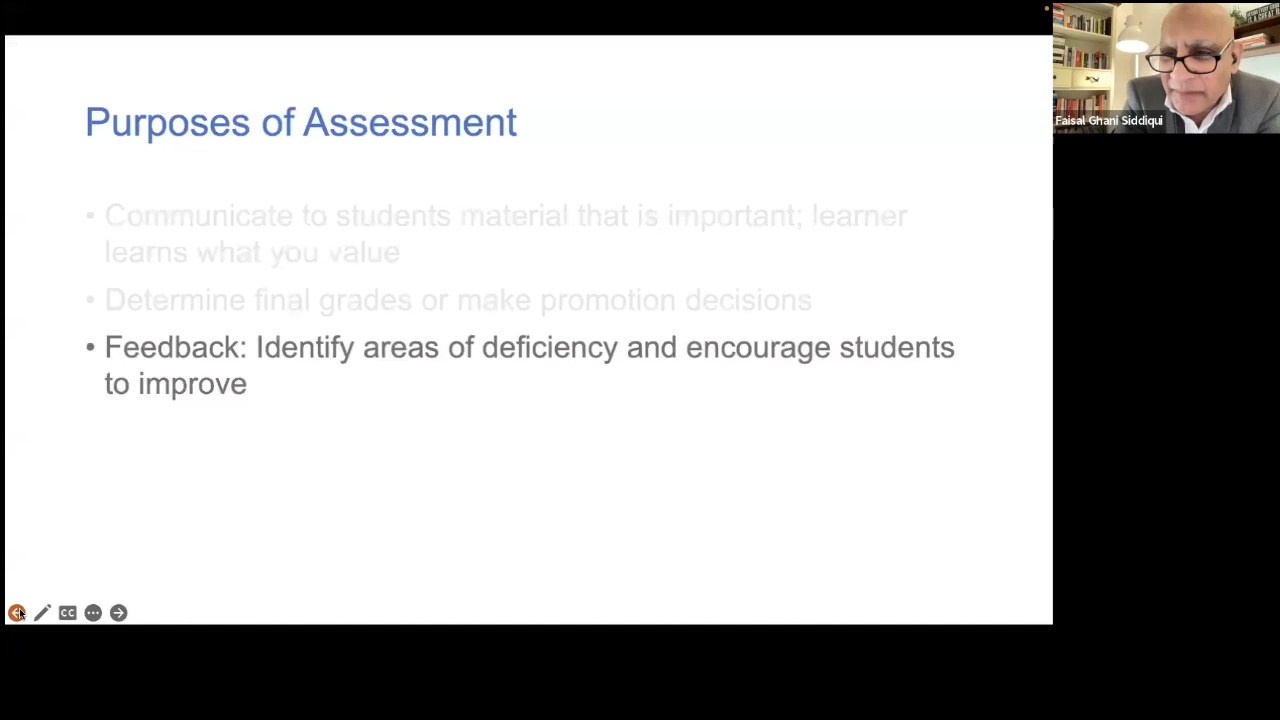 Purposes of Assessment
• Communicate to students material that is important; learner
learns what you value
• Determine final grades or make promotion decisions
• Feedback: Identify areas of deficiency and encourage students
to improve
CC
Faisal Ghani Siddiqui